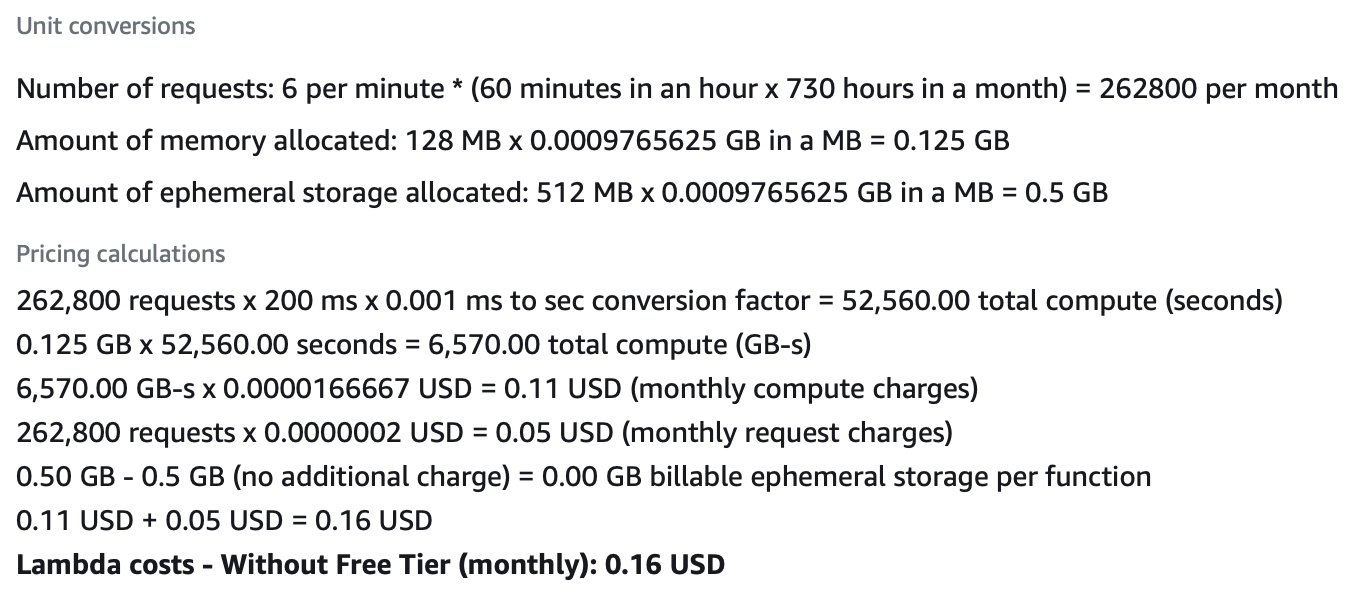 Unit conversions
Number of requests: 6 per minute * (60 minutes in an hour x 730 hours in a month) = 262800 per month
Amount of memory allocated: 128 MB x 0.0009765625 GB in a MB = 0.125 GB
Amount of ephemeral storage allocated: 512 MB x 0.0009765625 GB in a MB = 0.5 GB
Pricing calculations
262,800 requests x 200 ms x 0.001 ms to sec conversion factor = 52,560.00 total compute (seconds)
0.125 GB x 52,560.00 seconds = 6,570.00 total compute (GB-s)
6,570.00 GB-s x 0.0000166667 USD = 0.11 USD (monthly compute charges)
262,800 requests x 0.0000002 USD = 0.05 USD (monthly request charges)
0.50 GB - 0.5 GB (no additional charge) = 0.00 GB billable ephemeral storage per function
0.11 USD + 0.05 USD = 0.16 USD
Lambda costs - Without Free Tier (monthly): 0.16 USD